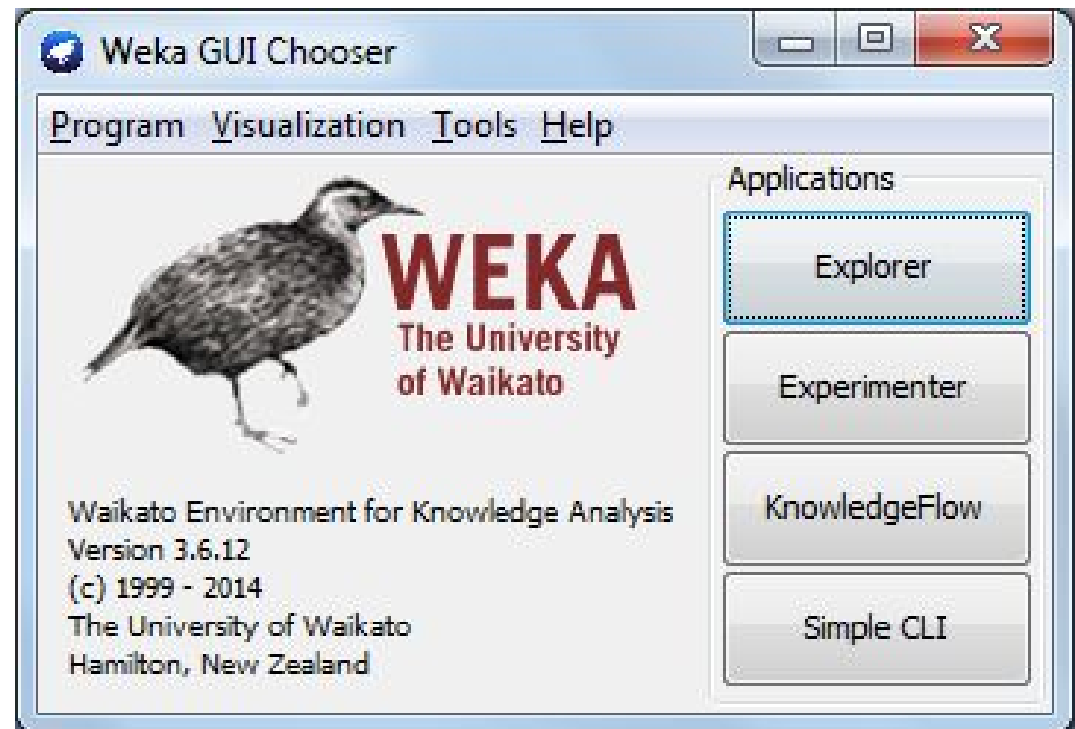 Weka GUI Chooser
Program Visualization Tools Help
WEKA
The University
of Waikato
Waikato Environment for Knowledge Analysis
Version 3.6.12
(c) 1999 - 2014
The University of Waikato
Hamilton, New Zealand
Applications
Explorer
Experimenter
KnowledgeFlow
Simple CLI